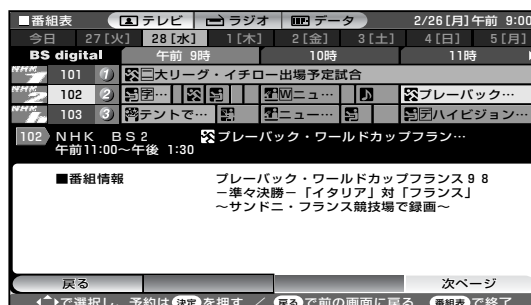 ■番組表 テレビ ラジオ データ 2/26[月]午前 9:00
今日 27[火] 28[水] 1[木] 2[金] 3[土] 4[日] 5[月]
BS digital 午前 9時 10時 11時
101 1 大リーグ・イチロー出場予定試合
102 2 字… Wニュ… プレーバック…
103 3 テントで… ニュー… ハイビジョン…
102 NHK BS2 プレーバック・ワールドカップフラン…
午前11:00～午後 1:30
■番組情報 プレーバック・ワールドカップフランス98
－準々決勝－「イタリア」対「フランス」
～サンドニ・フランス競技場で録画～
戻る 次ページ
で選択し、予約は 決定 を押す ／ 戻る で前の画面に戻る 番組表 で終了